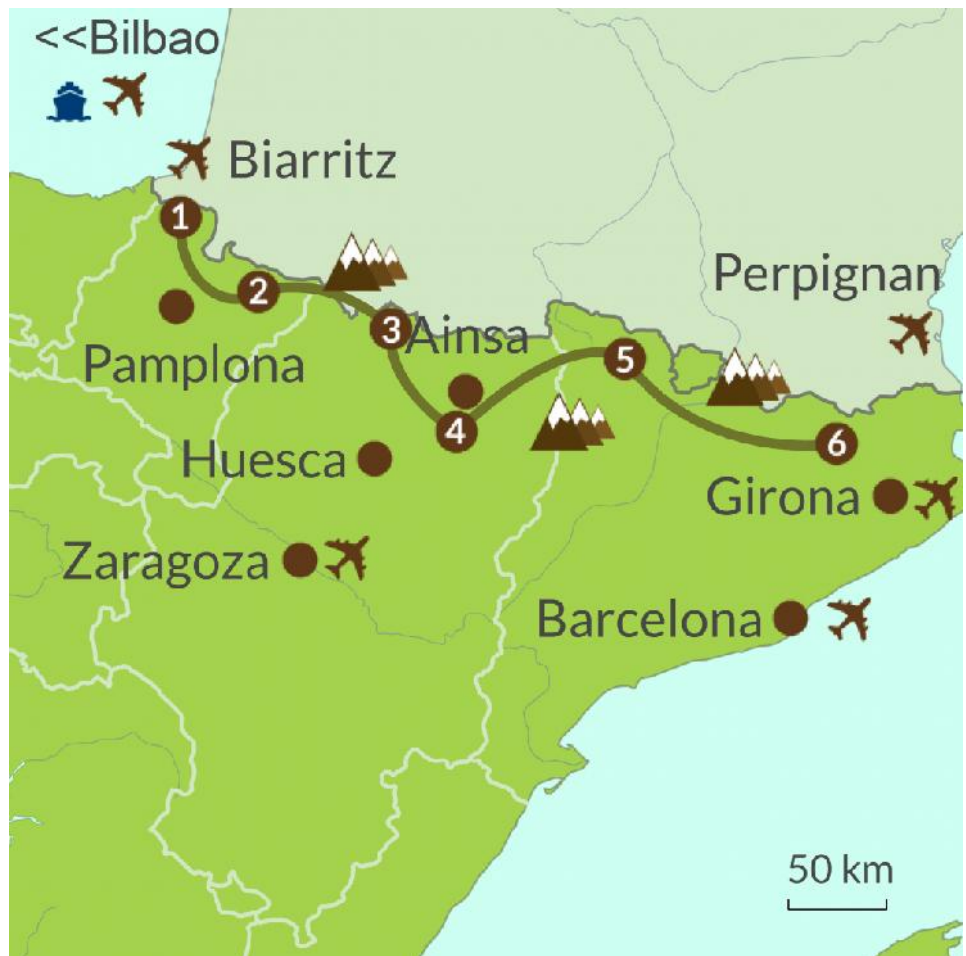 <<Bilbao
Biarritz
1
Perpignan
2
3
Ainsa
Pamplona
5
4
6
Huesca
Girona
Zaragoza
Barcelona
50 km